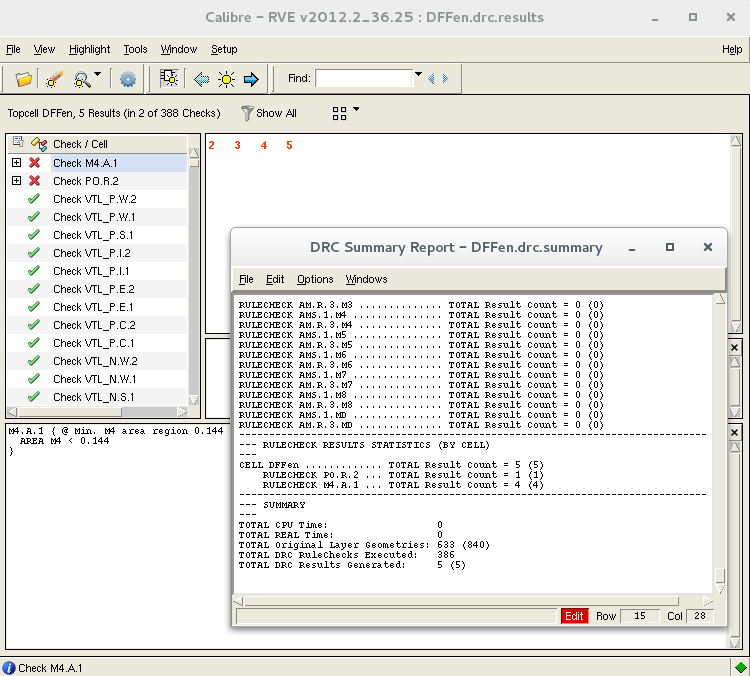 Calibre - RVE v2012.2_36.25 : DFFen.drc.results
File View Highlight Tools Window Setup Help
Find:
Topcell DFFen, 5 Results (in 2 of 388 Checks) Show All
Check / Cell
Check M4.A.1
Check PO.R.2
Check VTL_P.W.2
Check VTL_P.W.1
Check VTL_P.S.1
Check VTL_P.I.2
Check VTL_P.I.1
Check VTL_P.E.2
Check VTL_P.E.1
Check VTL_P.C.2
Check VTL_P.C.1
Check VTL_N.W.2
Check VTL_N.W.1
Check VTL_N.S.1
2 3 4 5
M4.A.1 { @ Min. M4 area region 0.144
AREA M4 < 0.144
}
DRC Summary Report - DFFen.drc.summary
File Edit Options Windows
RULECHECK AM.R.3.M3 .............. TOTAL Result Count = 0 (0)
RULECHECK AMS.1.M4 ............... TOTAL Result Count = 0 (0)
RULECHECK AM.R.3.M4 .............. TOTAL Result Count = 0 (0)
RULECHECK AMS.1.M5 ............... TOTAL Result Count = 0 (0)
RULECHECK AM.R.3.M5 .............. TOTAL Result Count = 0 (0)
RULECHECK AMS.1.M6 ............... TOTAL Result Count = 0 (0)
RULECHECK AM.R.3.M6 .............. TOTAL Result Count = 0 (0)
RULECHECK AMS.1.M7 ............... TOTAL Result Count = 0 (0)
RULECHECK AM.R.3.M7 .............. TOTAL Result Count = 0 (0)
RULECHECK AMS.1.M8 ............... TOTAL Result Count = 0 (0)
RULECHECK AM.R.3.M8 .............. TOTAL Result Count = 0 (0)
RULECHECK AMS.1.MD ............... TOTAL Result Count = 0 (0)
RULECHECK AM.R.3.MD .............. TOTAL Result Count = 0 (0)
----------------------------------------------------------------------------------
--- RULECHECK RESULTS STATISTICS (BY CELL)
---
CELL DFFen ............. TOTAL Result Count = 5 (5)
RULECHECK PO.R.2 ... TOTAL Result Count = 1 (1)
RULECHECK M4.A.1 ... TOTAL Result Count = 4 (4)
----------------------------------------------------------------------------------
--- SUMMARY
---
TOTAL CPU Time: 0
TOTAL REAL Time: 0
TOTAL Original Layer Geometries: 633 (840)
TOTAL DRC RuleChecks Executed: 386
TOTAL DRC Results Generated: 5 (5)
Edit Row 15 Col 28
Check M4.A.1